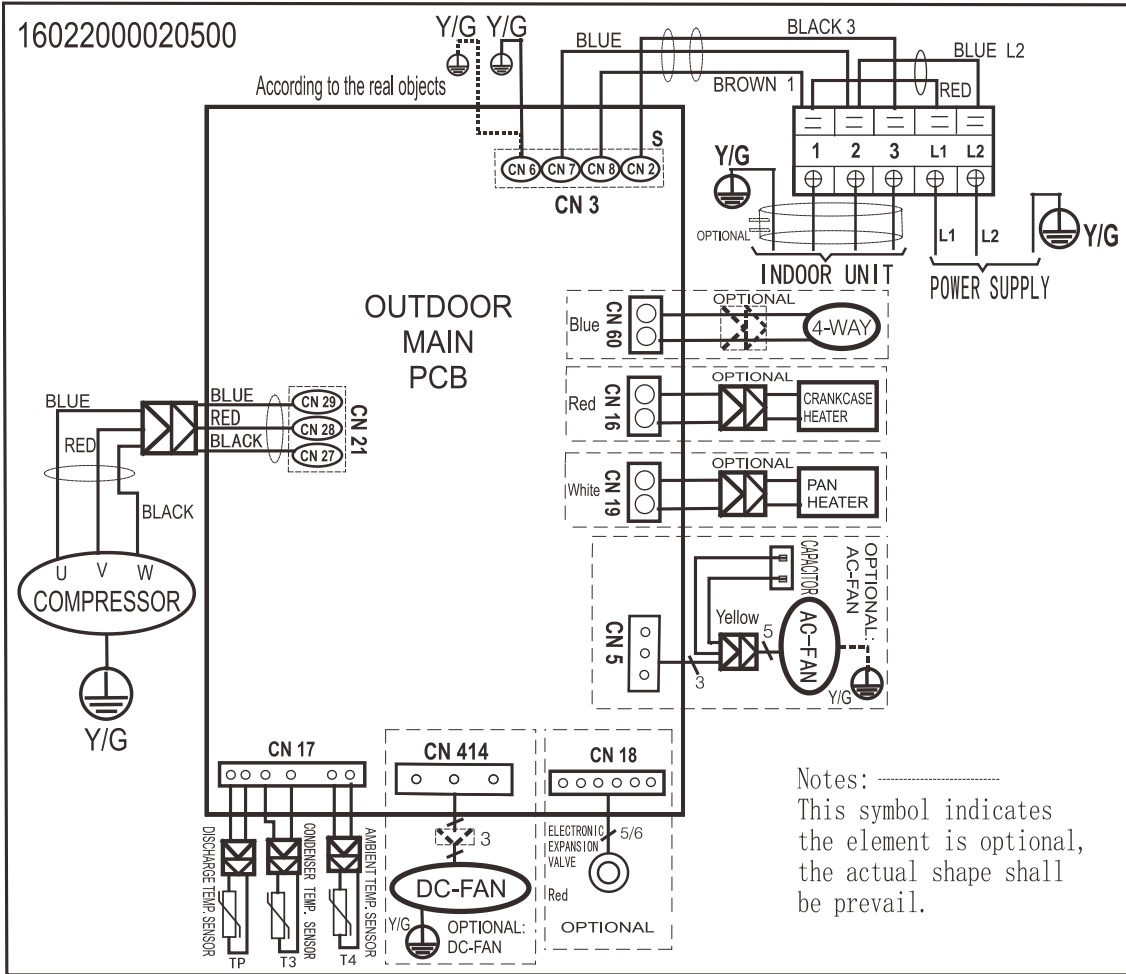 16022000020500
Y/G Y/G
According to the real objects
BLUE
BLACK 3
BROWN 1
BLUE L2
RED
S
CN 6
CN 7
CN 8
CN 2
CN 3
1
2
3
L1
L2
Y/G
OPTIONAL
L1
L2
Y/G
INDOOR UNIT
POWER SUPPLY
OUTDOOR
MAIN
PCB
OPTIONAL
Blue
CN 60
4-WAY
OPTIONAL
Red
CN 16
CRANKCASE
HEATER
OPTIONAL
White
CN 19
PAN
HEATER
BLUE
RED
BLACK
BLUE
RED
BLACK
CN 29
CN 28
CN 27
CN 21
U V W
COMPRESSOR
Y/G
CAPACITOR
OPTIONAL:
AC-FAN
Yellow
CN 5
3
5
AC-FAN
Y/G
CN 17
DISCHARGE TEMP. SENSOR
CONDENSER TEMP. SENSOR
AMBIENT TEMP. SENSOR
TP
T3
T4
CN 414
3
DC-FAN
Y/G
OPTIONAL:
DC-FAN
CN 18
ELECTRONIC
EXPANSION
VALVE
5/6
Red
OPTIONAL
Notes:
This symbol indicates
the element is optional,
the actual shape shall
be prevail.